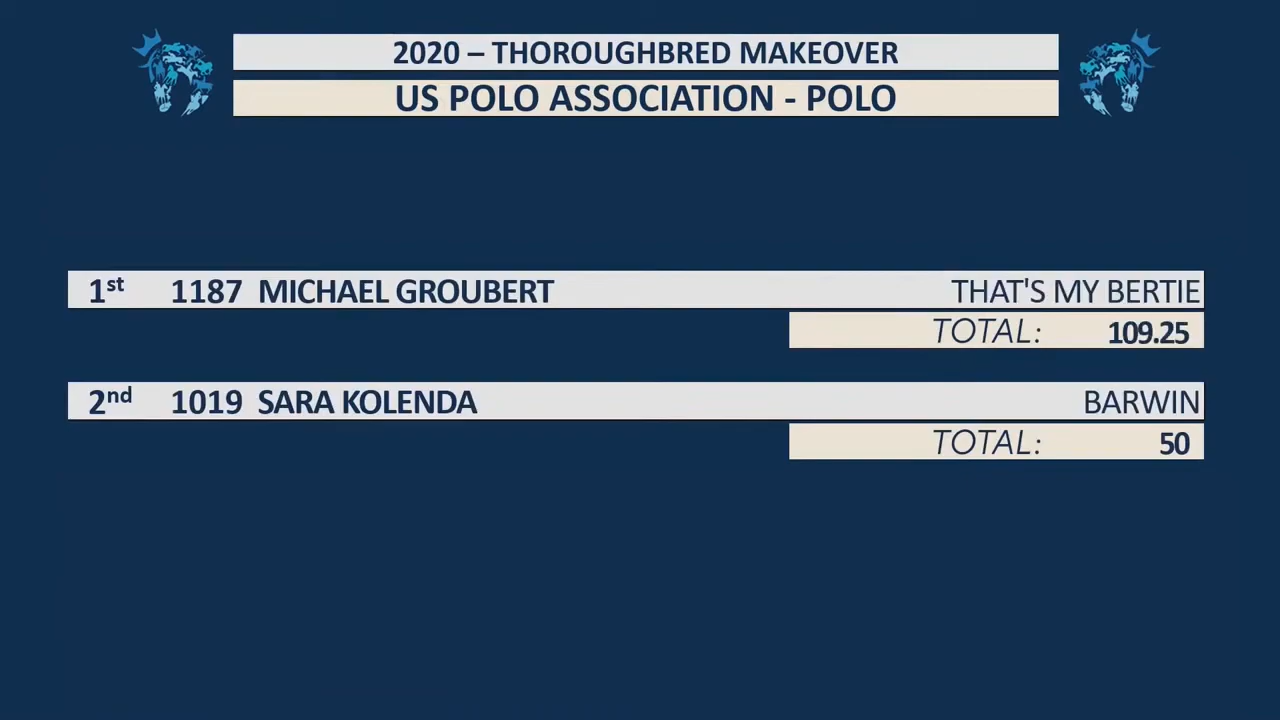 2020 – THOROUGHBRED MAKEOVER
US POLO ASSOCIATION - POLO
1st 1187 MICHAEL GROUBERT THAT'S MY BERTIE
TOTAL: 109.25
2nd 1019 SARA KOLENDA BARWIN
TOTAL: 50